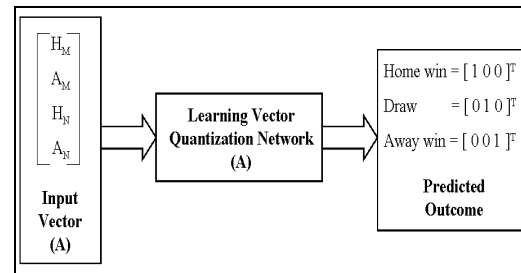 H_M
A_M
H_N
A_N
Input
Vector
(A)
Learning Vector
Quantization Network
(A)
Home win = [ 1 0 0 ]^T
Draw = [ 0 1 0 ]^T
Away win = [ 0 0 1 ]^T
Predicted
Outcome